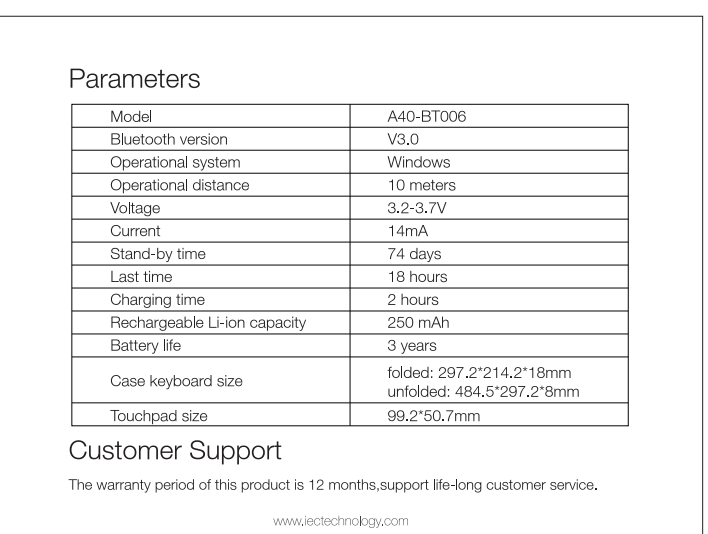 Parameters
Model A40-BT006
Bluetooth version V3.0
Operational system Windows
Operational distance 10 meters
Voltage 3.2-3.7V
Current 14mA
Stand-by time 74 days
Last time 18 hours
Charging time 2 hours
Rechargeable Li-ion capacity 250 mAh
Battery life 3 years
Case keyboard size folded: 297.2*214.2*18mm
unfolded: 484.5*297.2*8mm
Touchpad size 99.2*50.7mm
Customer Support
The warranty period of this product is 12 months,support life-long customer service.
www.iectechnology.com